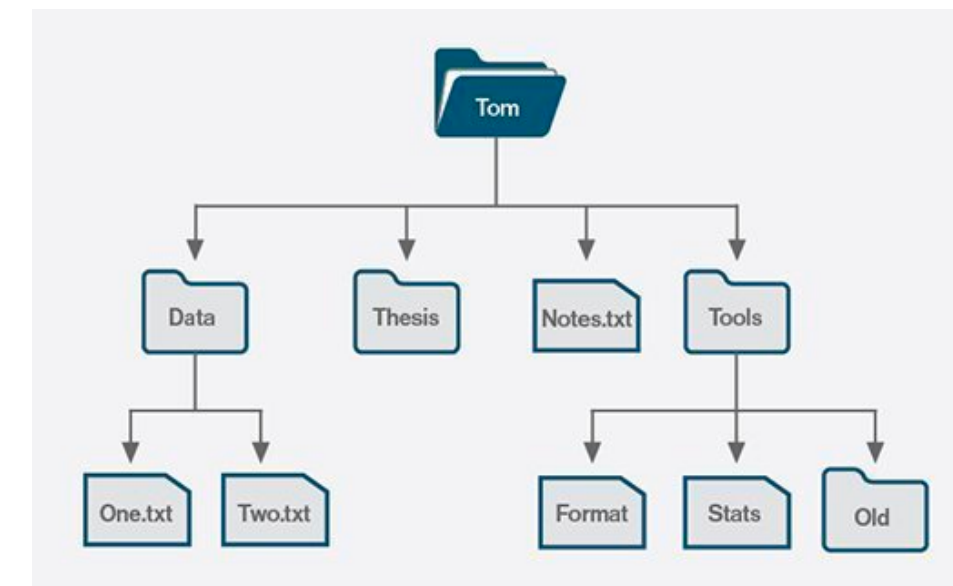 Tom
Data
Thesis
Notes.txt
Tools
One.txt
Two.txt
Format
Stats
Old